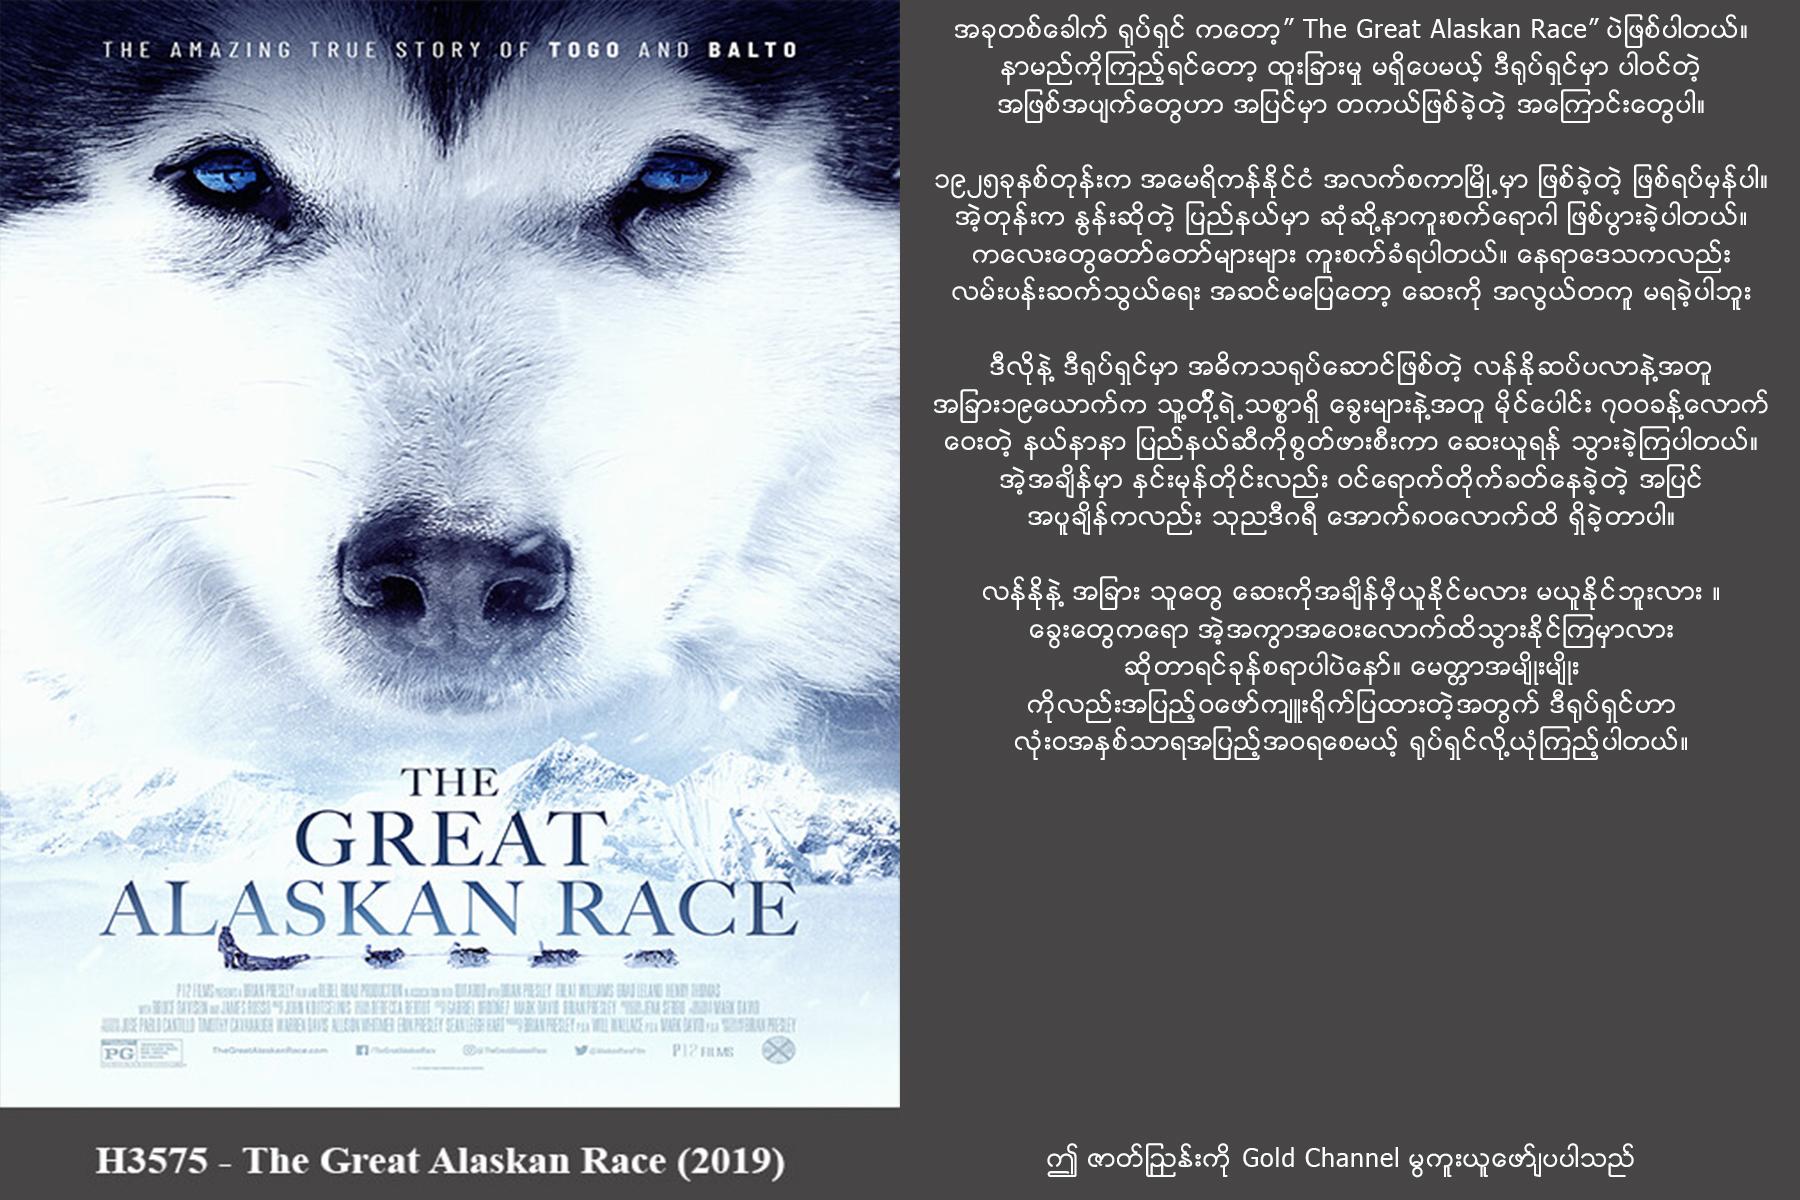 THE AMAZING TRUE STORY OF TOGO AND BALTO
THE
GREAT
ALASKAN RACE
PG
TheGreatAlaskanRace.com
/TheGreatAlaskanRace
@TheGreatAlaskanRace
@AlaskanRaceFilm
P12 FILMS
H3575 - The Great Alaskan Race (2019)
အခုတစ်ခေါက် ရုပ်ရှင် ကတော့” The Great Alaskan Race” ပဲဖြစ်ပါတယ်။
နာမည်ကိုကြည့်ရင်တော့ ထူးခြားမှု မရှိပေမယ့် ဒီရုပ်ရှင်မှာ ပါဝင်တဲ့
အဖြစ်အပျက်တွေဟာ အပြင်မှာ တကယ်ဖြစ်ခဲ့တဲ့ အကြောင်းတွေပါ။
၁၉၂၅ခုနှစ်တုန်းက အမေရိကန်နိုင်ငံ အလက်စကာမြို့မှာ ဖြစ်ခဲ့တဲ့ ဖြစ်ရပ်မှန်ပါ။
အဲ့တုန်းက နွန်းဆိုတဲ့ ပြည်နယ်မှာ ဆုံဆို့နာကူးစက်ရောဂါ ဖြစ်ပွားခဲ့ပါတယ်။
ကလေးတွေတော်တော်များများ ကူးစက်ခံရပါတယ်။ နေရာဒေသကလည်း
လမ်းပန်းဆက်သွယ်ရေး အဆင်မပြေတော့ ဆေးကို အလွယ်တကူ မရခဲ့ပါဘူး
ဒီလိုနဲ့ ဒီရုပ်ရှင်မှာ အဓိကသရုပ်ဆောင်ဖြစ်တဲ့ လန်နိုဆပ်ပလာနဲ့အတူ
အခြား၁၉ယောက်က သူ့တို့ရဲ့သစ္စာရှိ ခွေးများနဲ့အတူ မိုင်ပေါင်း ၇ဝဝခန့်လောက်
ဝေးတဲ့ နယ်နာနာ ပြည်နယ်ဆီကိုစွတ်ဖားစီးကာ ဆေးယူရန် သွားခဲ့ကြပါတယ်။
အဲ့အချိန်မှာ နှင်းမုန်တိုင်းလည်း ဝင်ရောက်တိုက်ခတ်နေခဲ့တဲ့ အပြင်
အပူချိန်ကလည်း သုညဒီဂရီ အောက်၈ဝလောက်ထိ ရှိခဲ့တာပါ။
လန်နိုနဲ့ အခြား သူတွေ ဆေးကိုအချိန်မှီယူနိုင်မလား မယူနိုင်ဘူးလား ။
ခွေးတွေကရော အဲ့အကွာအဝေးလောက်ထိသွားနိုင်ကြမှာလား
ဆိုတာရင်ခုန်စရာပါပဲနော်။ မေတ္တာအမျိုးမျိုး
ကိုလည်းအပြည့်ဝဖော်ကျူးရိုက်ပြထားတဲ့အတွက် ဒီရုပ်ရှင်ဟာ
လုံးဝအနှစ်သာရအပြည့်အဝရစေမယ့် ရုပ်ရှင်လို့ယုံကြည့်ပါတယ်။
ဤ ဇာတ်ညြွန်းကို Gold Channel မှကူးယူဖော်ပြပါသည်